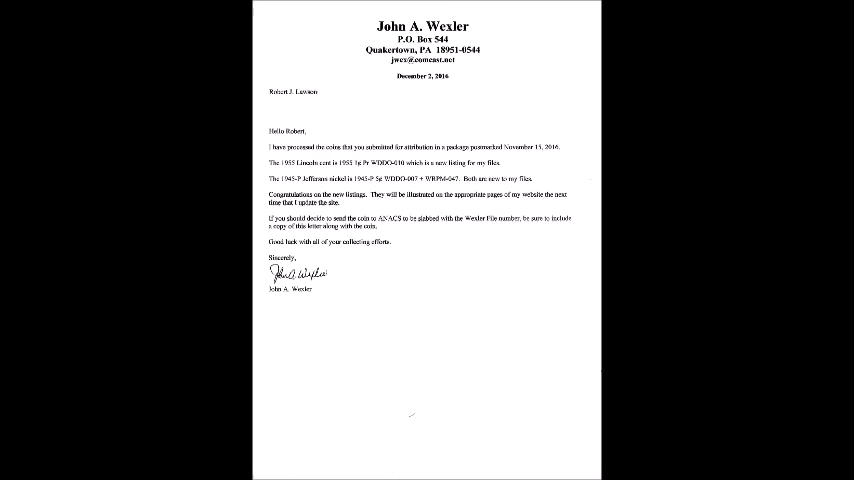 John A. Wexler
P.O. Box 544
Quakertown, PA 18951-0544
jwex@comcast.net
December 2, 2016
Robert J. Lawson
Hello Robert,
I have processed the coins that you submitted for attribution in a package postmarked November 15, 2016.
The 1955 Lincoln cent is 1955 1¢ Pr WDDO-010 which is a new listing for my files.
The 1945-P Jefferson nickel is 1945-P 5¢ WDDO-007 + WRPM-047. Both are new to my files.
Congratulations on the new listings. They will be illustrated on the appropriate pages of my website the next
time that I update the site.
If you should decide to send the coin to ANACS to be slabbed with the Wexler File number, be sure to include
a copy of this letter along with the coin.
Good luck with all of your collecting efforts.
Sincerely,
John A. Wexler
John A. Wexler